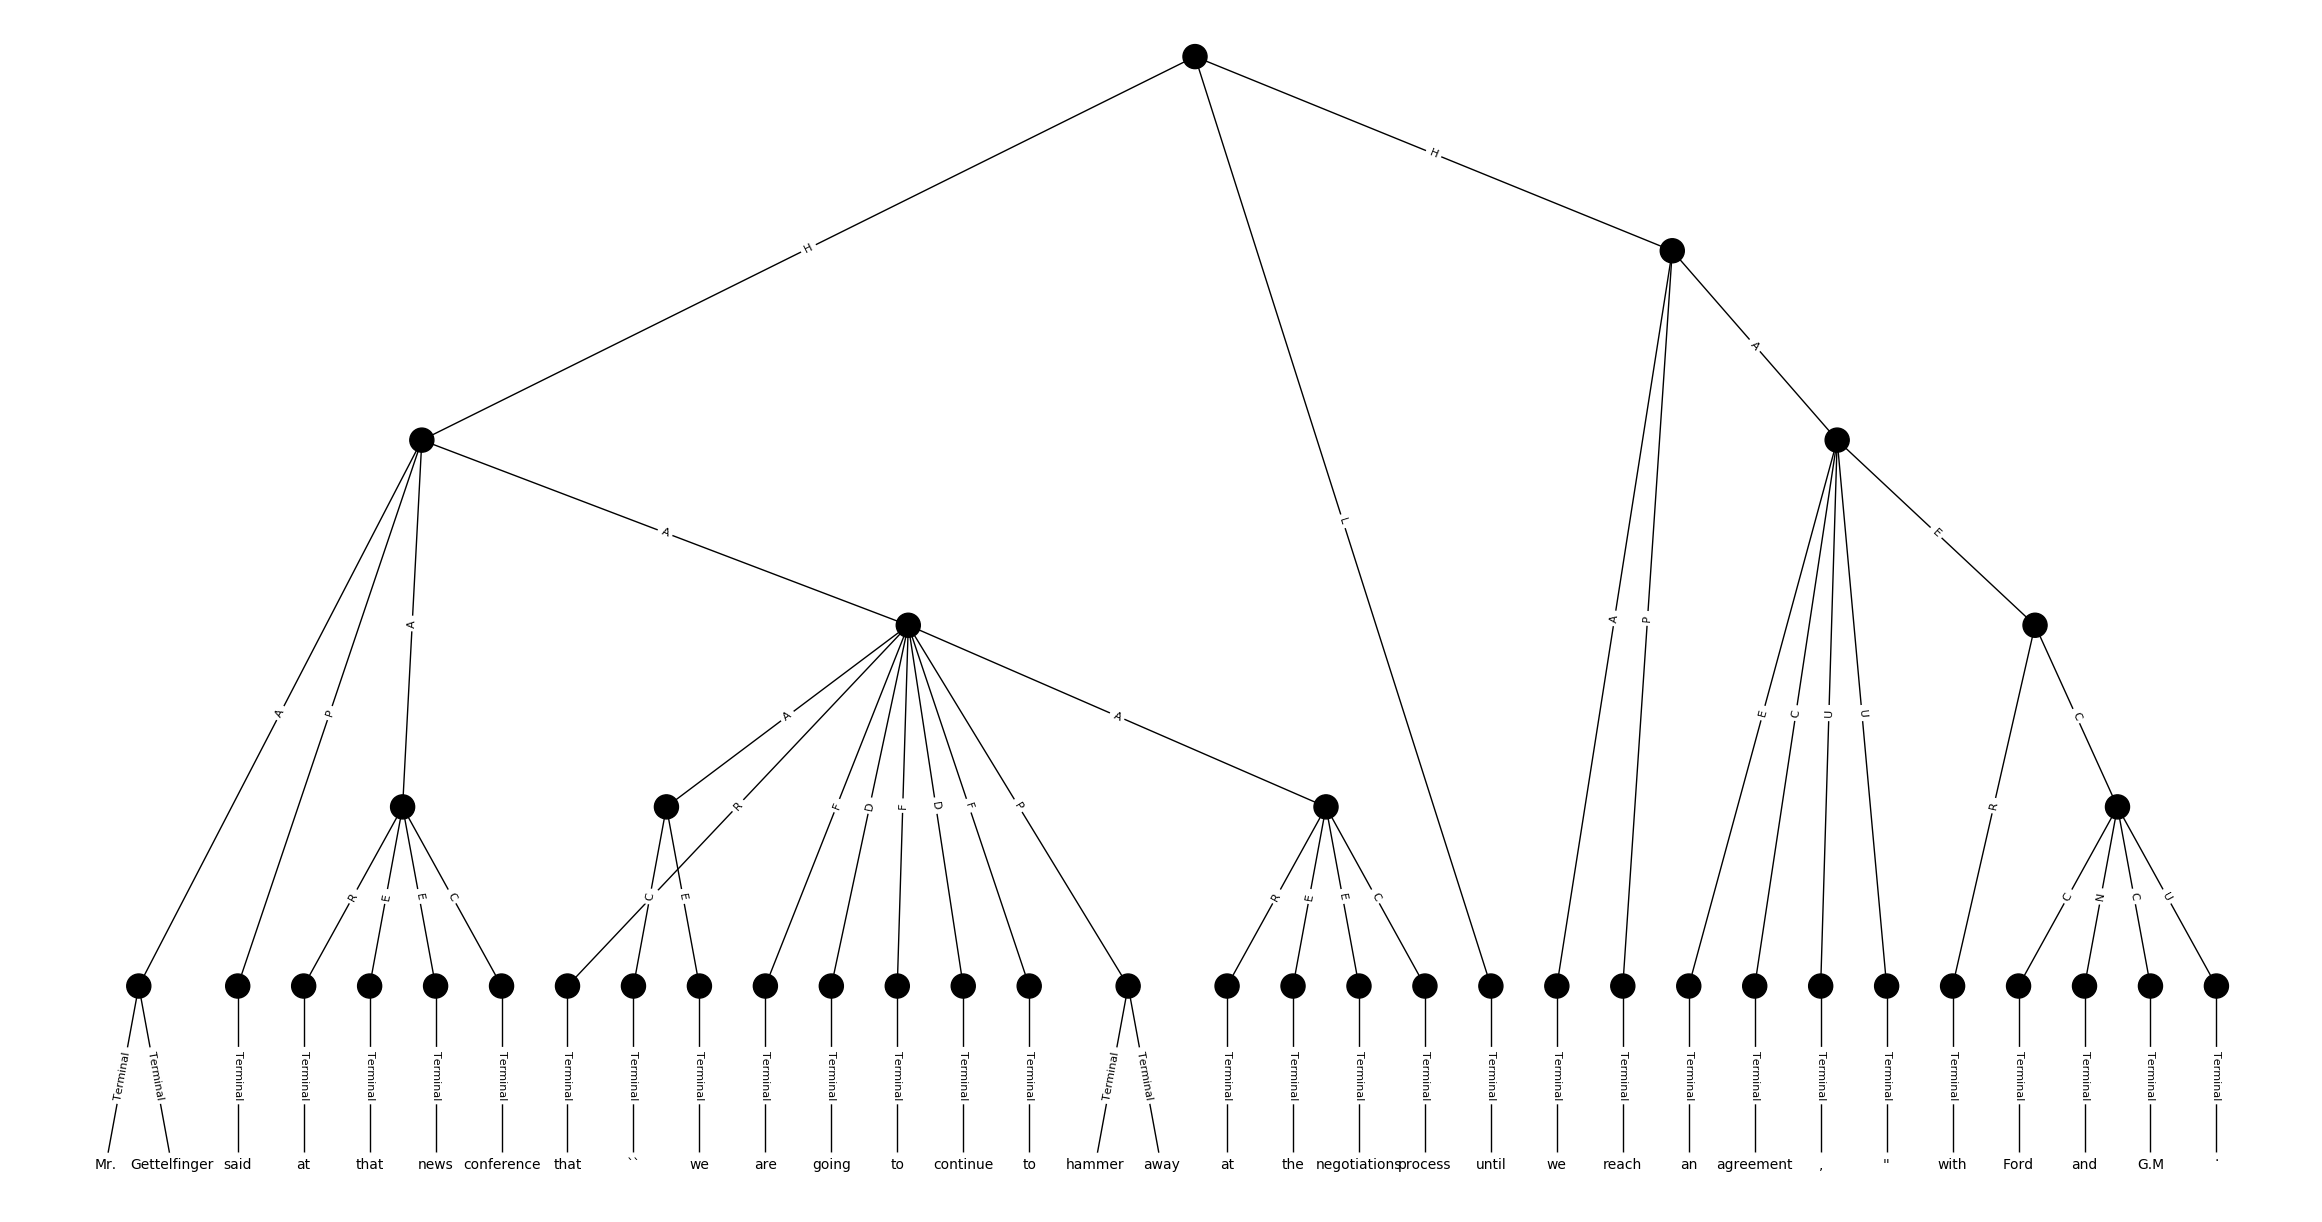 H
H
A
H
L
A
A
E
A
P
A
P
A
P
A
A
E
C
U
U
C
R
F
D
F
D
F
P
R
R
E
E
C
C
E
R
E
E
C
C
N
C
U
Terminal Terminal Terminal Terminal Terminal Terminal Terminal Terminal Terminal Terminal Terminal Terminal Terminal Terminal Terminal Terminal Terminal Terminal Terminal Terminal Terminal Terminal Terminal Terminal Terminal Terminal Terminal Terminal Terminal Terminal Terminal Terminal Terminal
Mr. Gettelfinger said at that news conference that `` we are going to continue to hammer away at the negotiations process until we reach an agreement , " with Ford and G.M .